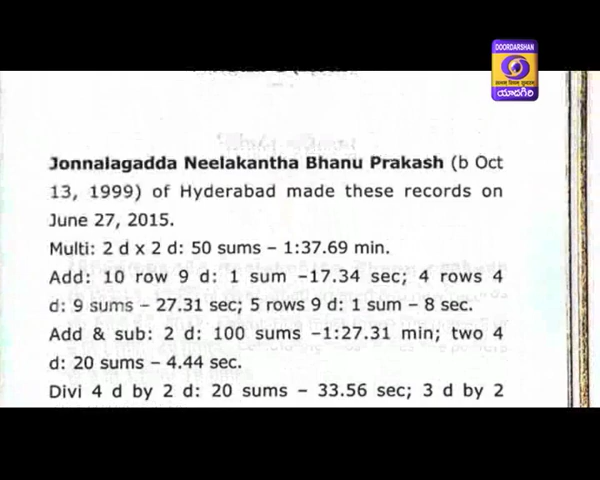 DOORDARSHAN
యాదగిరి
Jonnalagadda Neelakantha Bhanu Prakash (b Oct
13, 1999) of Hyderabad made these records on
June 27, 2015.
Multi: 2 d x 2 d: 50 sums – 1:37.69 min.
Add: 10 row 9 d: 1 sum –17.34 sec; 4 rows 4
d: 9 sums – 27.31 sec; 5 rows 9 d: 1 sum – 8 sec.
Add & sub: 2 d: 100 sums –1:27.31 min; two 4
d: 20 sums – 4.44 sec.
Divi 4 d by 2 d: 20 sums – 33.56 sec; 3 d by 2